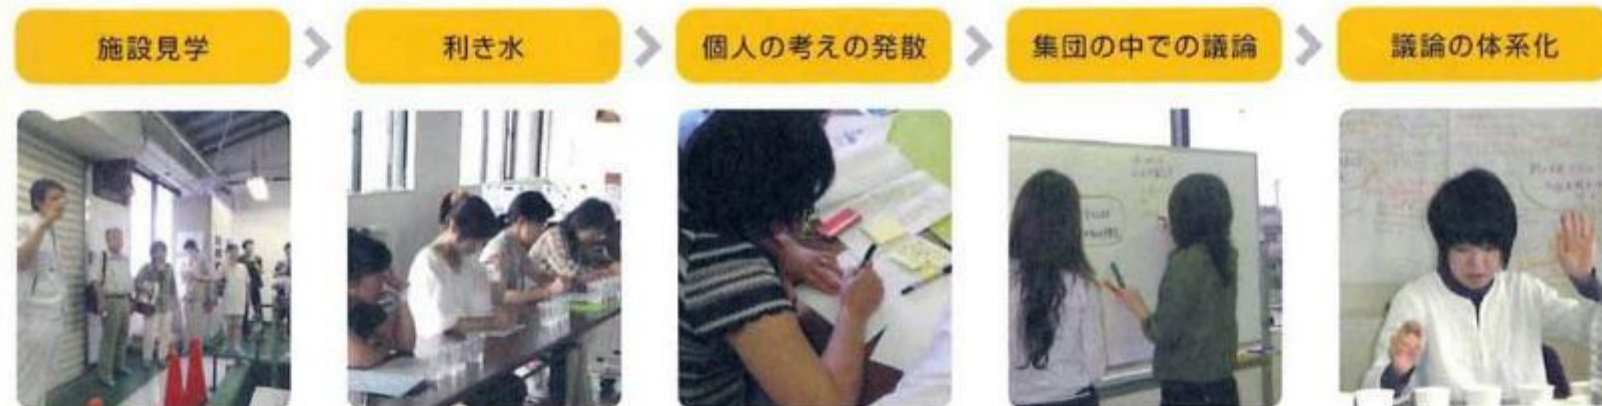 施設見学
利き水
個人の考えの発散
集団の中での議論
議論の体系化